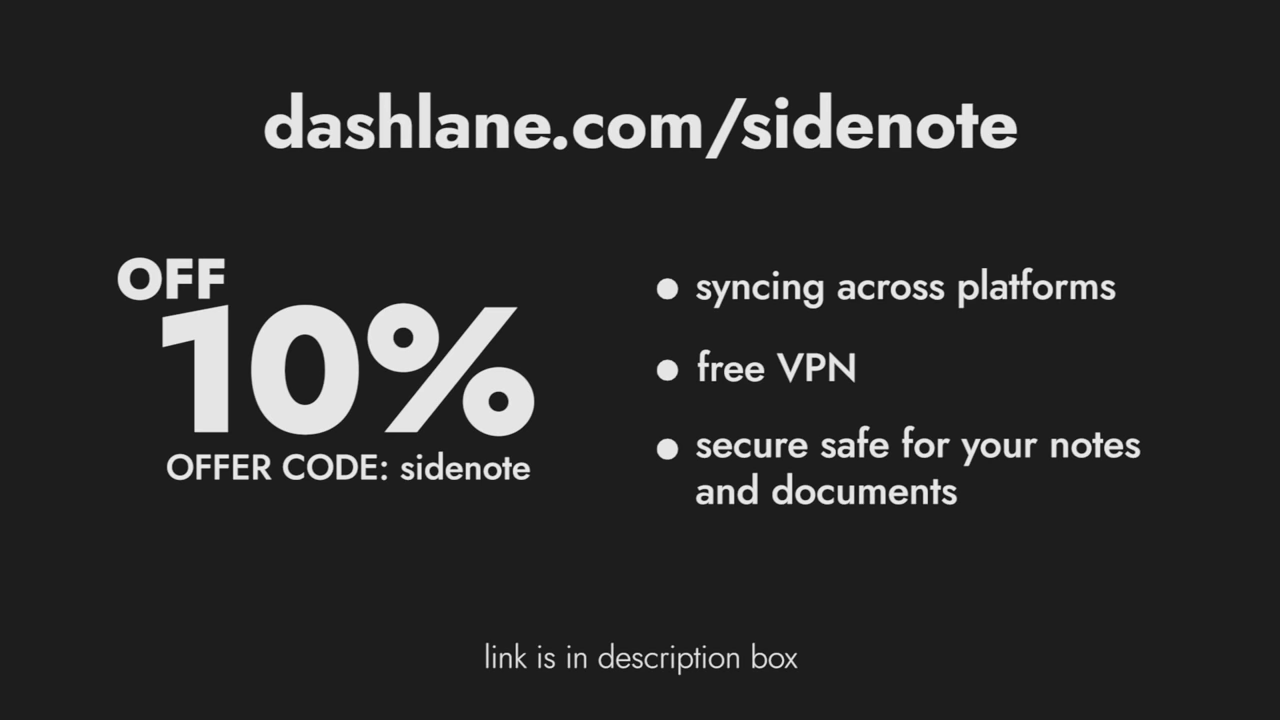 dashlane.com/sidenote
OFF
10%
OFFER CODE: sidenote
● syncing across platforms
● free VPN
● secure safe for your notes
and documents
link is in description box